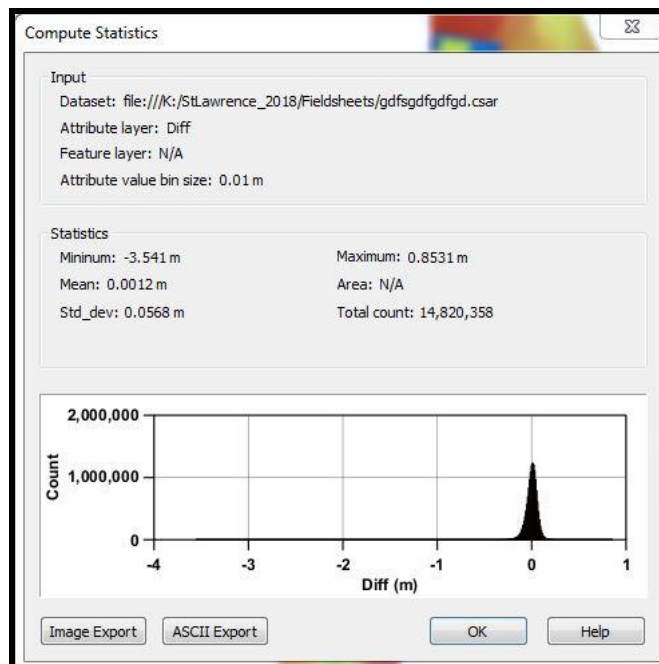 Compute Statistics
Input
Dataset: file:///K:/StLawrence_2018/Fieldsheets/gdfsgdfgdfgd.csar
Attribute layer: Diff
Feature layer: N/A
Attribute value bin size: 0.01 m
Statistics
Mininum: -3.541 m
Maximum: 0.8531 m
Mean: 0.0012 m
Area: N/A
Std_dev: 0.0568 m
Total count: 14,820,358
2,000,000
1,000,000
0
Count
-4 -3 -2 -1 0 1
Diff (m)
Image Export
ASCII Export
OK
Help